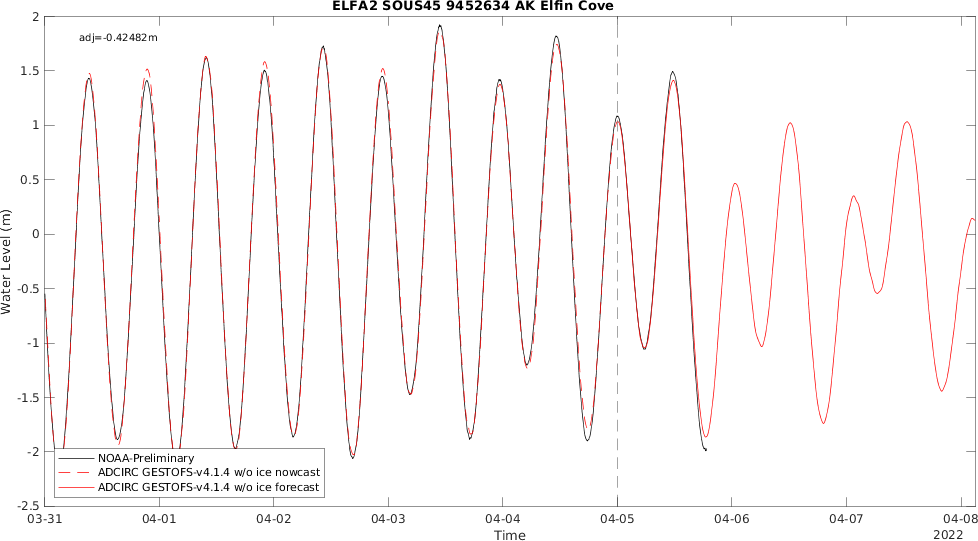 ELFA2 SOUS45 9452634 AK Elfin Cove
adj=-0.42482m
2
1.5
1
0.5
0
-0.5
-1
-1.5
-2
-2.5
Water Level (m)
NOAA-Preliminary
ADCIRC GESTOFS-v4.1.4 w/o ice nowcast
ADCIRC GESTOFS-v4.1.4 w/o ice forecast
03-31 04-01 04-02 04-03 04-04 04-05 04-06 04-07 04-08
Time
2022